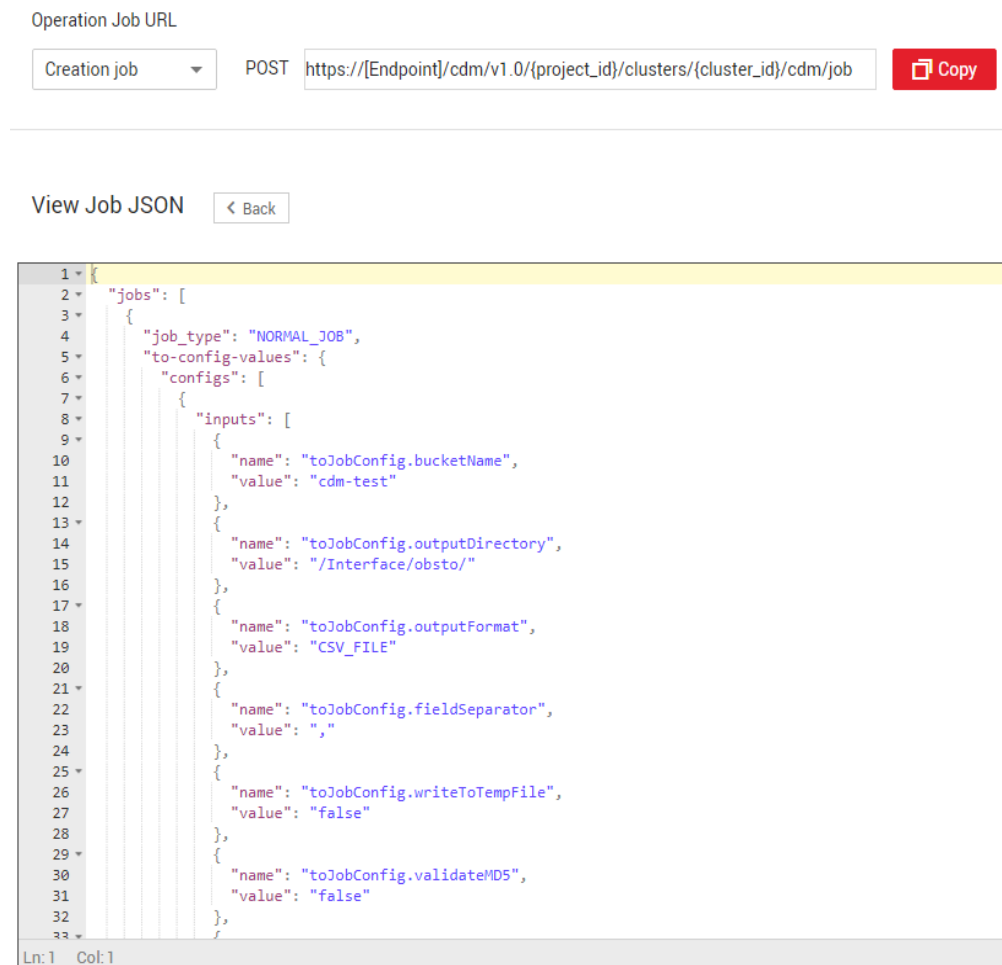 Operation Job URL
Creation job POST https://[Endpoint]/cdm/v1.0/{project_id}/clusters/{cluster_id}/cdm/job Copy
View Job JSON < Back
1 {
2 "jobs": [
3 {
4 "job_type": "NORMAL_JOB",
5 "to-config-values": {
6 "configs": [
7 {
8 "inputs": [
9 {
10 "name": "toJobConfig.bucketName",
11 "value": "cdm-test"
12 },
13 {
14 "name": "toJobConfig.outputDirectory",
15 "value": "/Interface/obsto/"
16 },
17 {
18 "name": "toJobConfig.outputFormat",
19 "value": "CSV_FILE"
20 },
21 {
22 "name": "toJobConfig.fieldSeparator",
23 "value": ","
24 },
25 {
26 "name": "toJobConfig.writeToTempFile",
27 "value": "false"
28 },
29 {
30 "name": "toJobConfig.validateMD5",
31 "value": "false"
32 },
33 {
Ln: 1 Col: 1